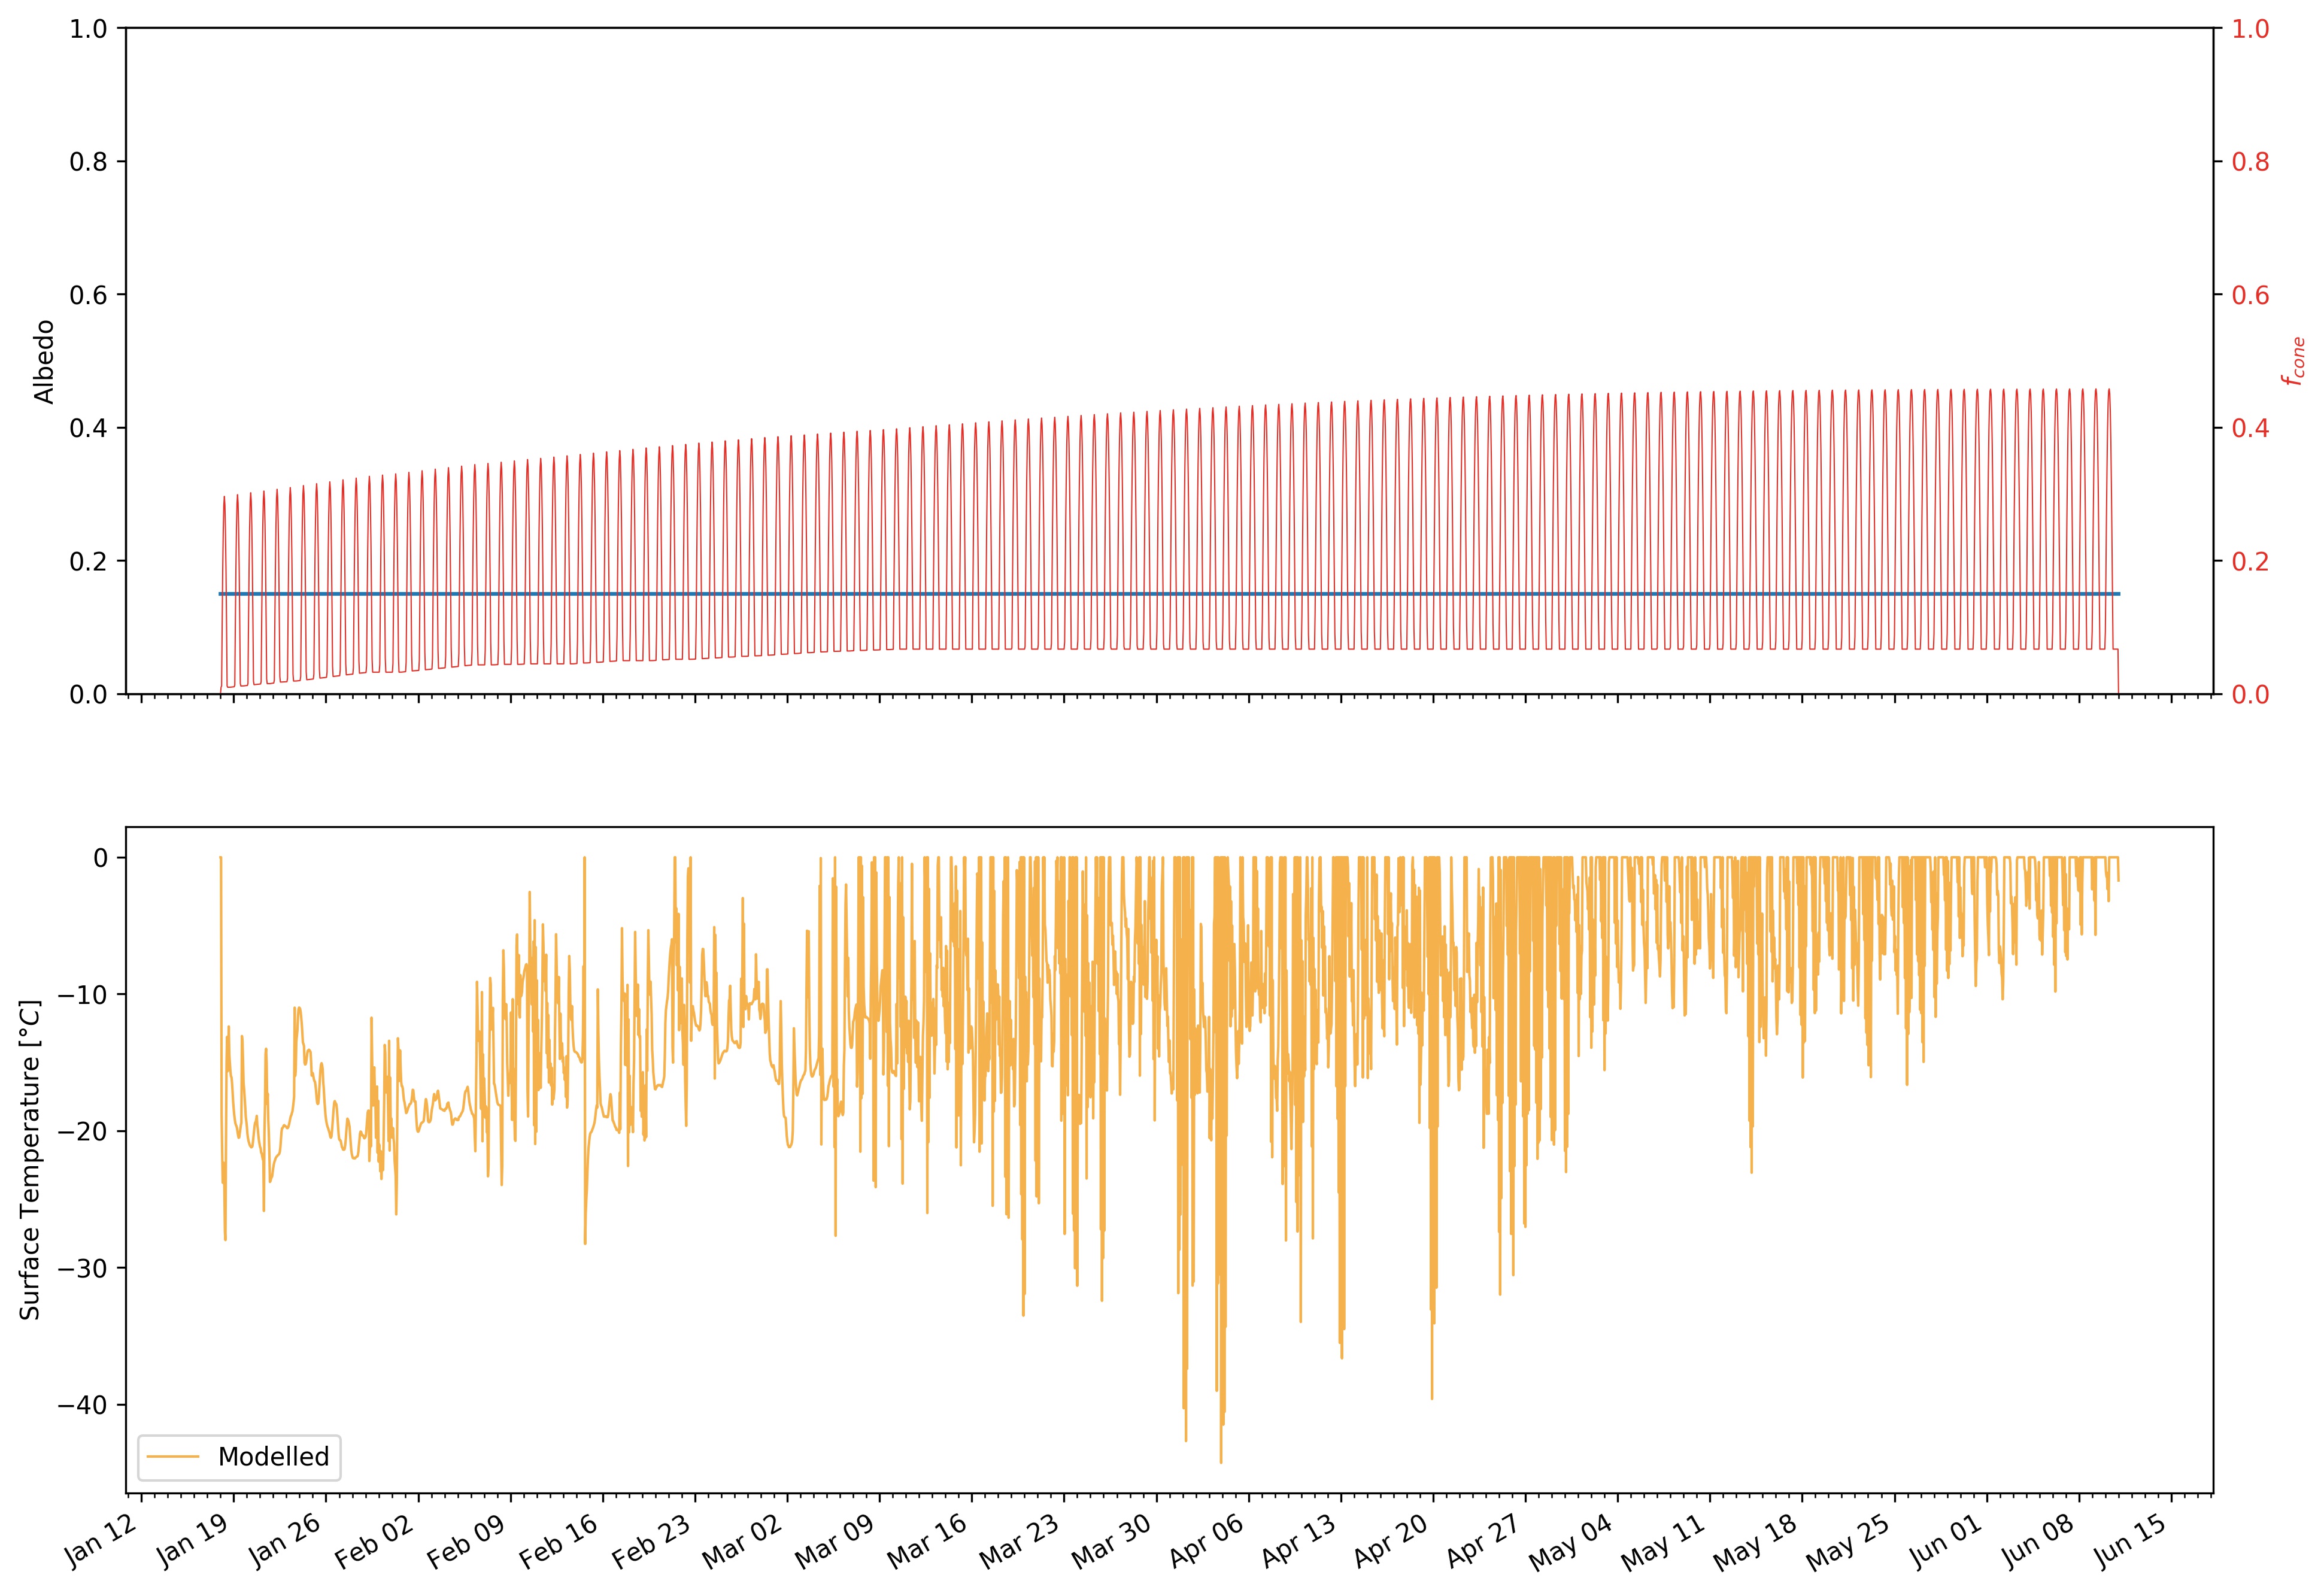 1.0
0.8
0.6
0.4
0.2
0.0
Albedo
1.0
0.8
0.6
0.4
0.2
0.0
f_cone
0
−10
−20
−30
−40
Surface Temperature [°C]
Modelled
Jan 12
Jan 19
Jan 26
Feb 02
Feb 09
Feb 16
Feb 23
Mar 02
Mar 09
Mar 16
Mar 23
Mar 30
Apr 06
Apr 13
Apr 20
Apr 27
May 04
May 11
May 18
May 25
Jun 01
Jun 08
Jun 15